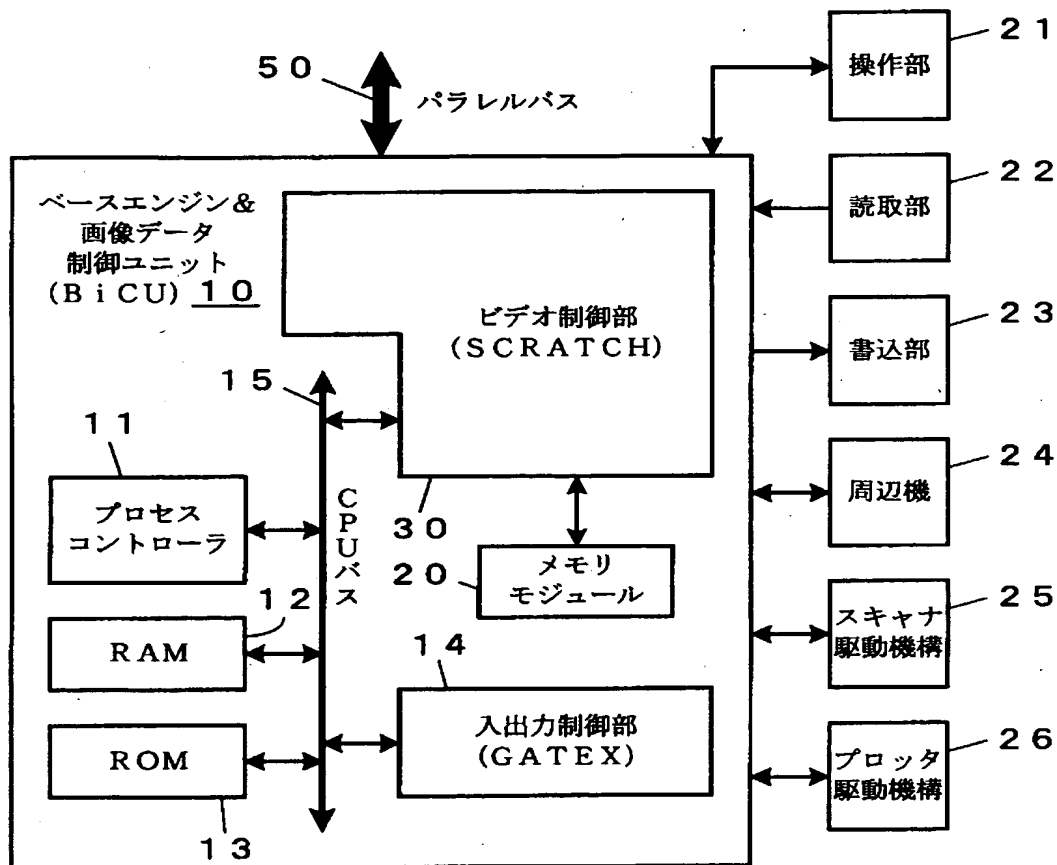 50
パラレルバス
ベースエンジン&
画像データ
制御ユニット
(BiCU) 10
ビデオ制御部
(SCRATCH)
30
15
CPUバス
11
プロセス
コントローラ
12
RAM
ROM
13
20
メモリ
モジュール
14
入出力制御部
(GATEX)
21
操作部
22
読取部
23
書込部
24
周辺機
25
スキャナ
駆動機構
26
プロッタ
駆動機構